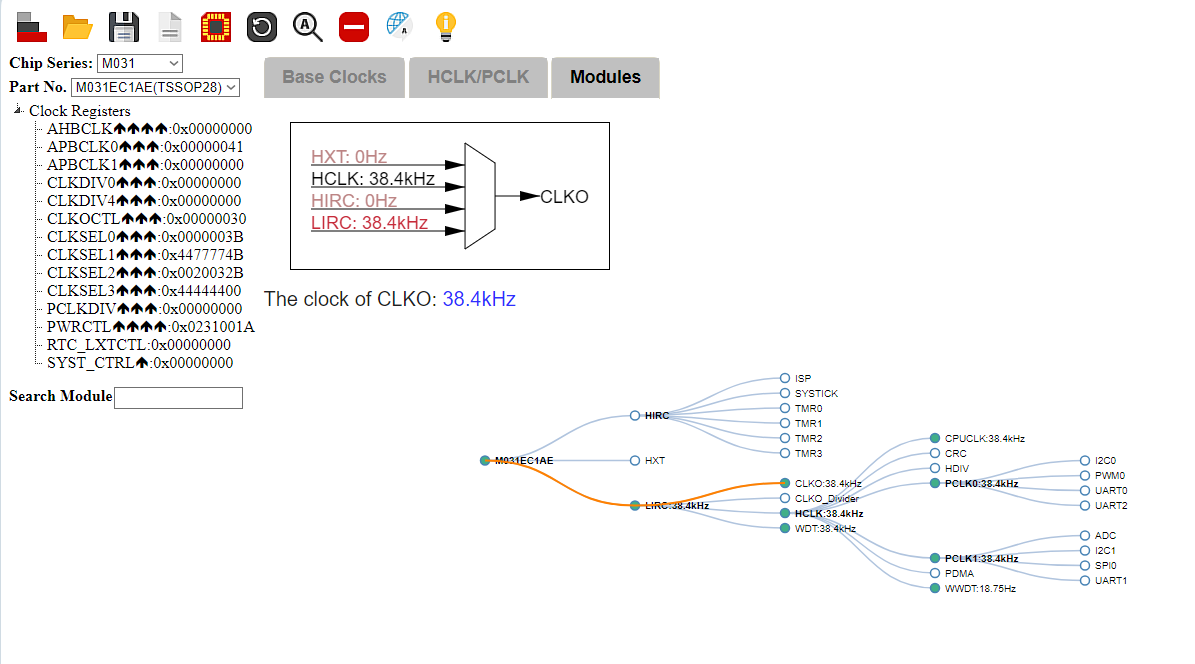 A
A
i
Chip Series: M031
Part No. M031EC1AE(TSSOP28)
Base Clocks
HCLK/PCLK
Modules
Clock Registers
AHBCLK🡹🡹🡹🡹:0x00000000
APBCLK0🡹🡹🡹:0x00000041
APBCLK1🡹🡹🡹:0x00000000
CLKDIV0🡹🡹🡹:0x00000000
CLKDIV4🡹🡹🡹:0x00000000
CLKOCTL🡹🡹🡹:0x00000030
CLKSEL0🡹🡹🡹:0x0000003B
CLKSEL1🡹🡹🡹:0x4477774B
CLKSEL2🡹🡹🡹:0x0020032B
CLKSEL3🡹🡹🡹:0x44444400
PCLKDIV🡹🡹🡹:0x00000000
PWRCTL🡹🡹🡹🡹:0x0231001A
RTC_LXTCTL:0x00000000
SYST_CTRL🡹:0x00000000
Search Module
HXT: 0Hz
HCLK: 38.4kHz
HIRC: 0Hz
LIRC: 38.4kHz
CLKO
The clock of CLKO: 38.4kHz
M031EC1AE
HIRC
HXT
LIRC:38.4kHz
ISP
SYSTICK
TMR0
TMR1
TMR2
TMR3
CLKO:38.4kHz
CLKO_Divider
HCLK:38.4kHz
WDT:38.4kHz
CPUCLK:38.4kHz
CRC
HDIV
PCLK0:38.4kHz
PCLK1:38.4kHz
PDMA
WWDT:18.75Hz
I2C0
PWM0
UART0
UART2
ADC
I2C1
SPI0
UART1